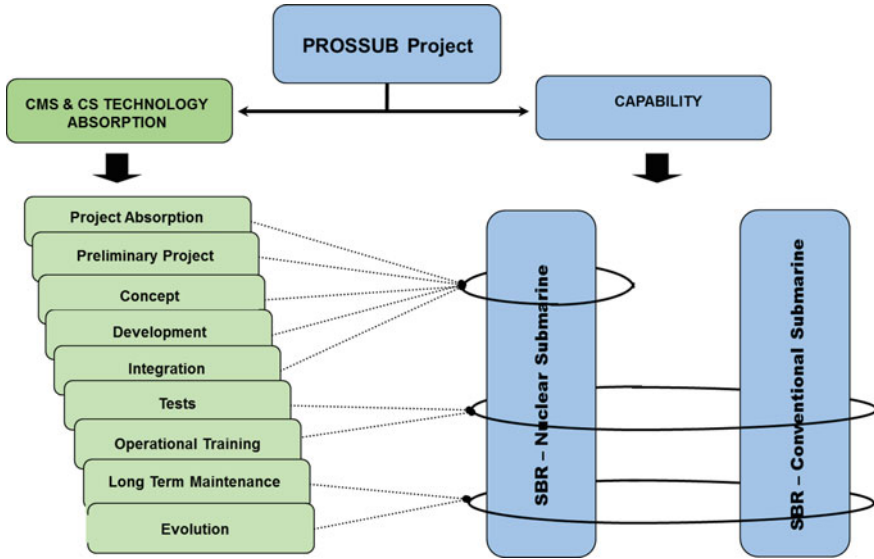 PROSSUB Project
CMS & CS TECHNOLOGY
ABSORPTION
CAPABILITY
Project Absorption
Preliminary Project
Concept
Development
Integration
Tests
Operational Training
Long Term Maintenance
Evolution
SBR – Nuclear Submarine
SBR – Conventional Submarine